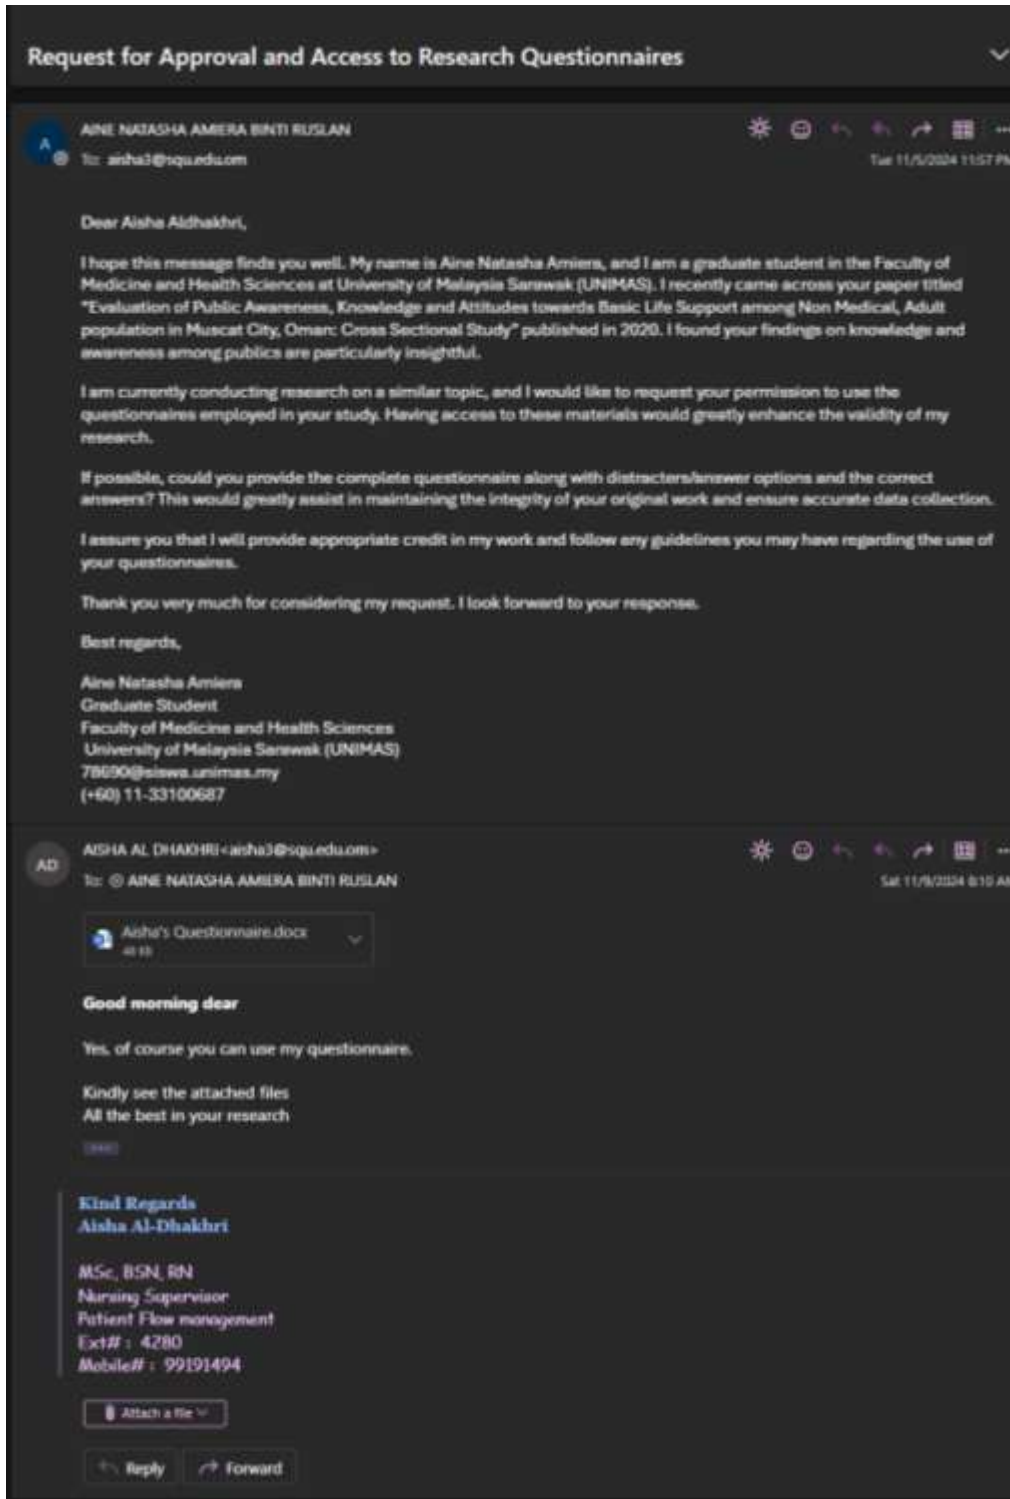 Request for Approval and Access to Research Questionnaires
AINE NATASHA AMIERA BINTI RUSLAN
A
To: aisha3@squ.edu.om
Tue 11/5/2024 11:57 PM
Dear Aisha Aldhakhri,
I hope this message finds you well. My name is Aine Natasha Amiera, and I am a graduate student in the Faculty of
Medicine and Health Sciences at University of Malaysia Sarawak (UNIMAS). I recently came across your paper titled
"Evaluation of Public Awareness, Knowledge and Attitudes towards Basic Life Support among Non Medical, Adult
population in Muscat City, Oman: Cross Sectional Study" published in 2020. I found your findings on knowledge and
awareness among publics are particularly insightful.
I am currently conducting research on a similar topic, and I would like to request your permission to use the
questionnaires employed in your study. Having access to these materials would greatly enhance the validity of my
research.
If possible, could you provide the complete questionnaire along with distracters/answer options and the correct
answers? This would greatly assist in maintaining the integrity of your original work and ensure accurate data collection.
I assure you that I will provide appropriate credit in my work and follow any guidelines you may have regarding the use of
your questionnaires.
Thank you very much for considering my request. I look forward to your response.
Best regards,
Aine Natasha Amiera
Graduate Student
Faculty of Medicine and Health Sciences
University of Malaysia Sarawak (UNIMAS)
78690@siswa.unimas.my
(+60) 11-33100687
AISHA AL DHAKHRI<aisha3@squ.edu.om>
AD
To: AINE NATASHA AMIERA BINTI RUSLAN
Sat 11/9/2024 8:10 AM
Aisha's Questionnaire.docx
Good morning dear
Yes, of course you can use my questionnaire.
Kindly see the attached files
All the best in your research
Kind Regards
Aisha Al-Dhakhri
MSc, BSN, RN
Nursing Supervisor
Patient Flow management
Ext# : 4280
Mobile# : 99191494
Attach a file
Reply Forward